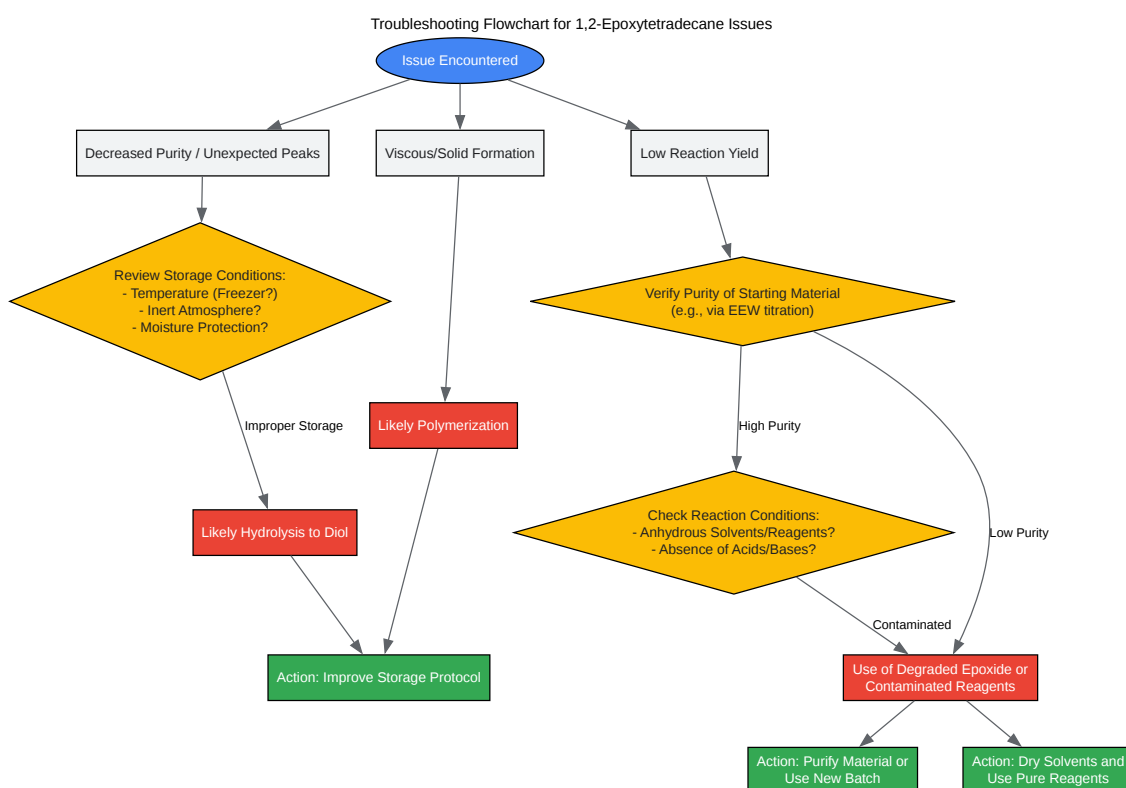 Troubleshooting Flowchart for 1,2-Epoxytetradecane Issues
Issue Encountered
Decreased Purity / Unexpected Peaks
Viscous/Solid Formation
Low Reaction Yield
Review Storage Conditions:
- Temperature (Freezer?)
- Inert Atmosphere?
- Moisture Protection?
Verify Purity of Starting Material
(e.g., via EEW titration)
Improper Storage
Likely Polymerization
High Purity
Likely Hydrolysis to Diol
Check Reaction Conditions:
- Anhydrous Solvents/Reagents?
- Absence of Acids/Bases?
Low Purity
Contaminated
Action: Improve Storage Protocol
Use of Degraded Epoxide or
Contaminated Reagents
Action: Purify Material or
Use New Batch
Action: Dry Solvents and
Use Pure Reagents